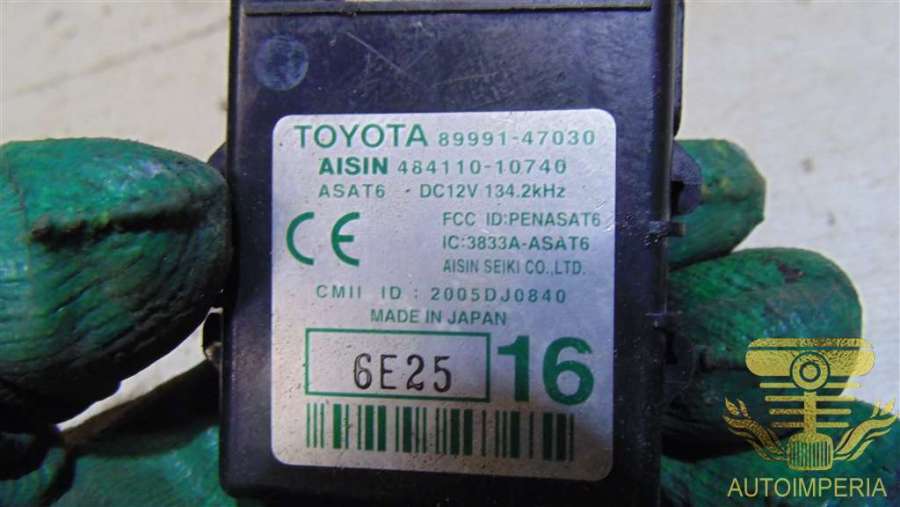 TOYOTA 89991-47030
AISIN 484110-10740
ASAT6 DC12V 134.2kHz
CE
FCC ID:PENASAT6
IC:3833A-ASAT6
AISIN SEIKI CO.,LTD.
CMII ID : 2005DJ0840
MADE IN JAPAN
6E25 16
AUTOIMPERIA